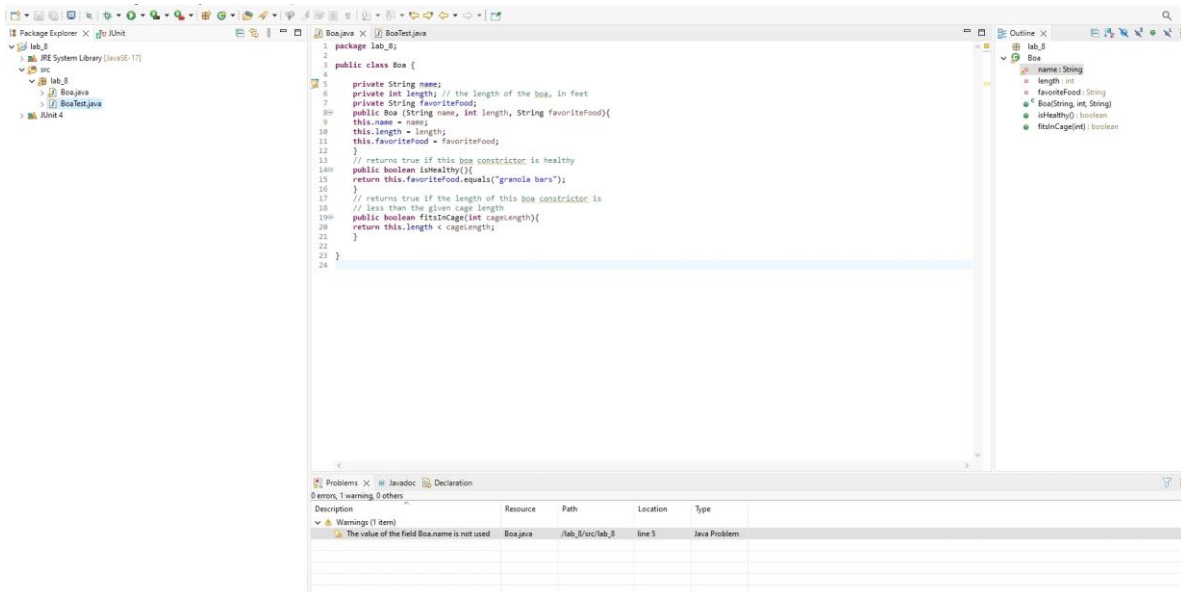 Package Explorer
JUnit
lab_8
JRE System Library [JavaSE-17]
src
lab_8
Boa.java
BoaTest.java
JUnit 4
Boa.java
BoaTest.java
1 package lab_8;
2
3 public class Boa {
4
5 private String name;
6 private int length; // the length of the boa, in feet
7 private String favoriteFood;
8 public Boa (String name, int length, String favoriteFood){
9 this.name = name;
10 this.length = length;
11 this.favoriteFood = favoriteFood;
12 }
13 // returns true if this boa constrictor is healthy
14 public boolean isHealthy(){
15 return this.favoriteFood.equals("granola bars");
16 }
17 // returns true if the length of this boa constrictor is
18 // less than the given cage length
19 public boolean fitsInCage(int cageLength){
20 return this.length < cageLength;
21 }
22
23 }
24
Outline
lab_8
Boa
name : String
length : int
favoriteFood : String
Boa(String, int, String)
isHealthy() : boolean
fitsInCage(int) : boolean
Problems
Javadoc
Declaration
0 errors, 1 warning, 0 others
Description Resource Path Location Type
Warnings (1 item)
The value of the field Boa.name is not used Boa.java /lab_8/src/lab_8 line 5 Java Problem